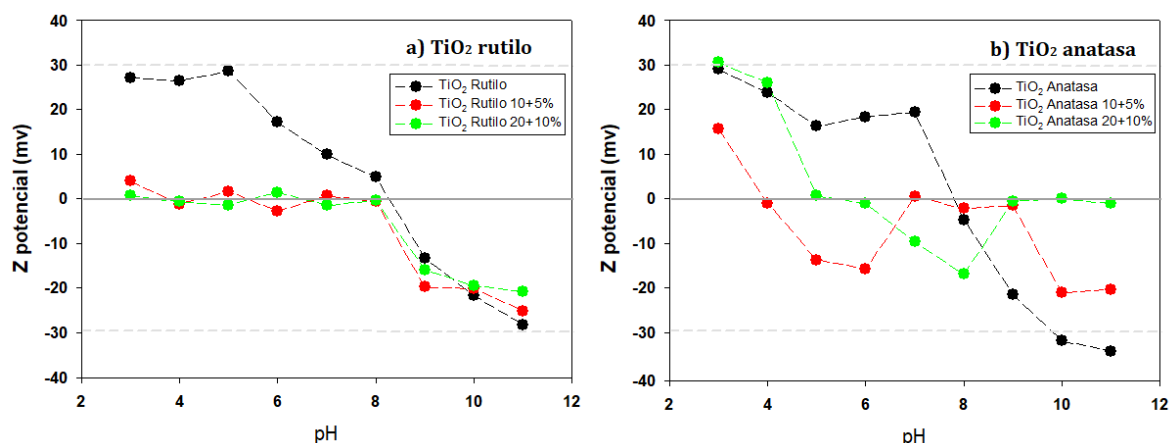 a) TiO2 rutilo
TiO2 Rutilo
TiO2 Rutilo 10+5%
TiO2 Rutilo 20+10%
Z potencial (mv)
40
30
20
10
0
-10
-20
-30
-40
2
4
6
8
10
12
pH
b) TiO2 anatasa
TiO2 Anatasa
TiO2 Anatasa 10+5%
TiO2 Anatasa 20+10%
Z potencial (mv)
40
30
20
10
0
-10
-20
-30
-40
2
4
6
8
10
12
pH